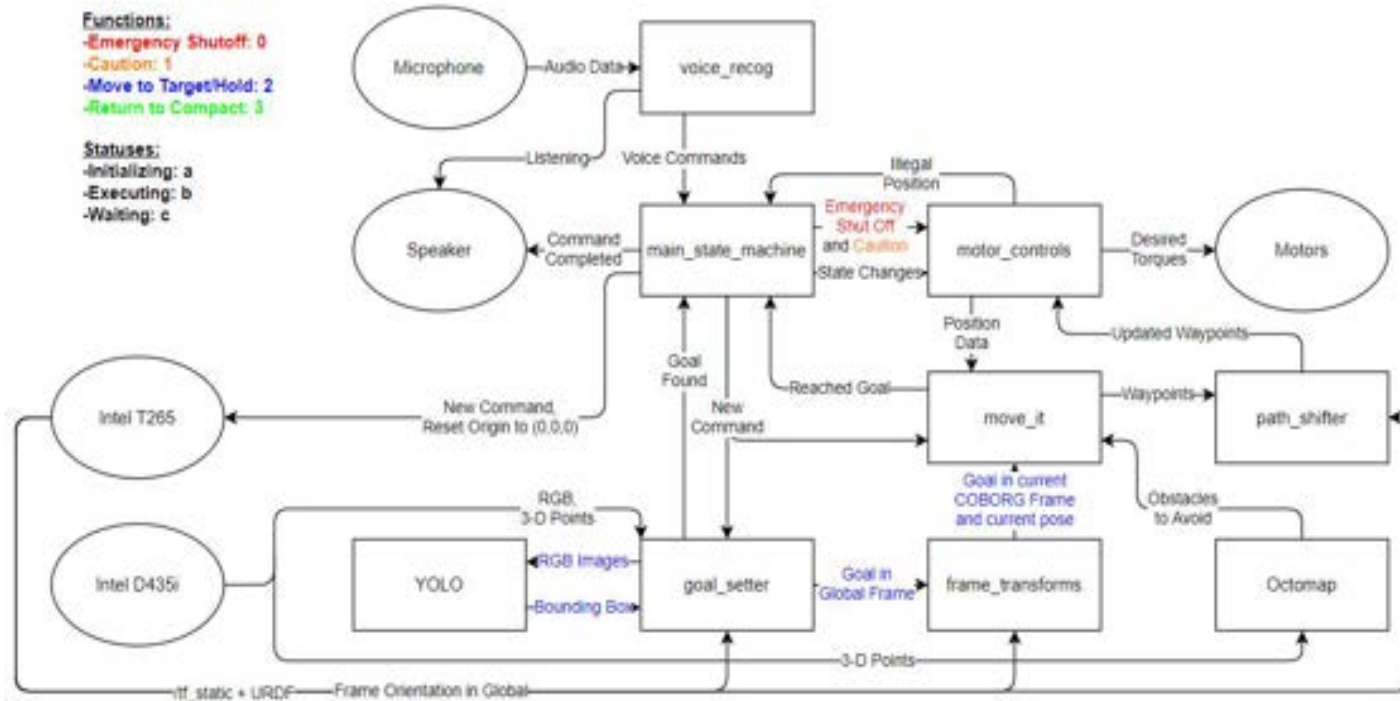 Functions:
-Emergency Shutoff: 0
-Caution: 1
-Move to Target/Hold: 2
-Return to Compact: 3
Statuses:
-Initializing: a
-Executing: b
-Waiting: c
Microphone
Audio Data
voice_recog
Listening
Voice Commands
Illegal
Position
Speaker
Command
Completed
main_state_machine
Emergency
Shut Off
and Caution
State Changes
motor_controls
Desired
Torques
Motors
Position
Data
Updated Waypoints
Goal
Found
Reached Goal
Intel T265
New Command,
Reset Origin to (0,0,0)
New
Command
move_it
Waypoints
path_shifter
Goal in current
COBORG Frame
and current pose
Obstacles
to Avoid
RGB,
3-D Points
Intel D435i
YOLO
RGB Images
Bounding Box
goal_setter
Goal in
Global Frame
frame_transforms
Octomap
3-D Points
/tf_static + URDF
Frame Orientation in Global